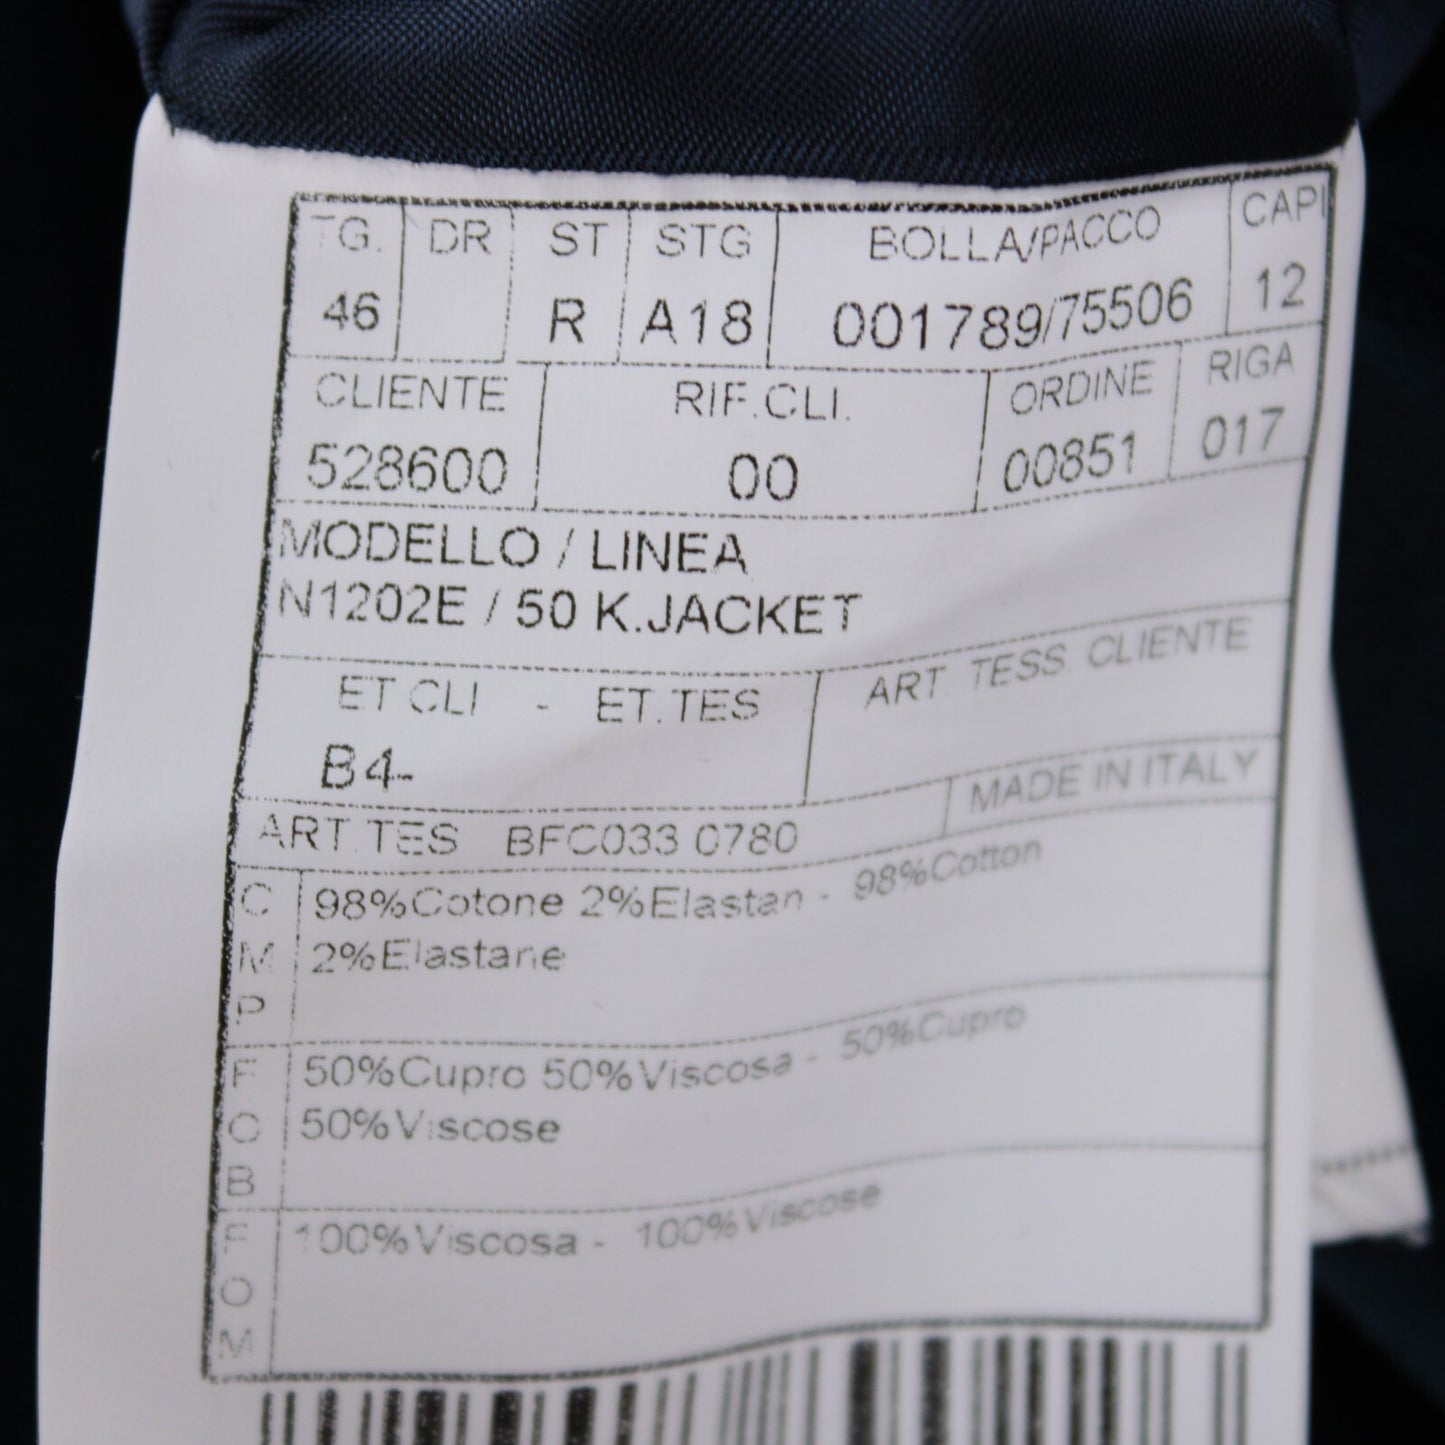 TG. DR ST STG BOLLA/PACCO CAPI
46 R A18 001789/75506 12
CLIENTE RIF.CLI. ORDINE RIGA
528600 00 00851 017
MODELLO / LINEA
N1202E / 50 K.JACKET
ET CLI - ET.TES ART. TESS CLIENTE
B4-
MADE IN ITALY
ART.TES BFC033 0780
C 98%Cotone 2%Elastan - 98%Cotton
M 2%Elastane
P
F 50%Cupro 50%Viscosa - 50%Cupro
O 50%Viscose
B
F 100%Viscosa - 100%Viscose
O
M